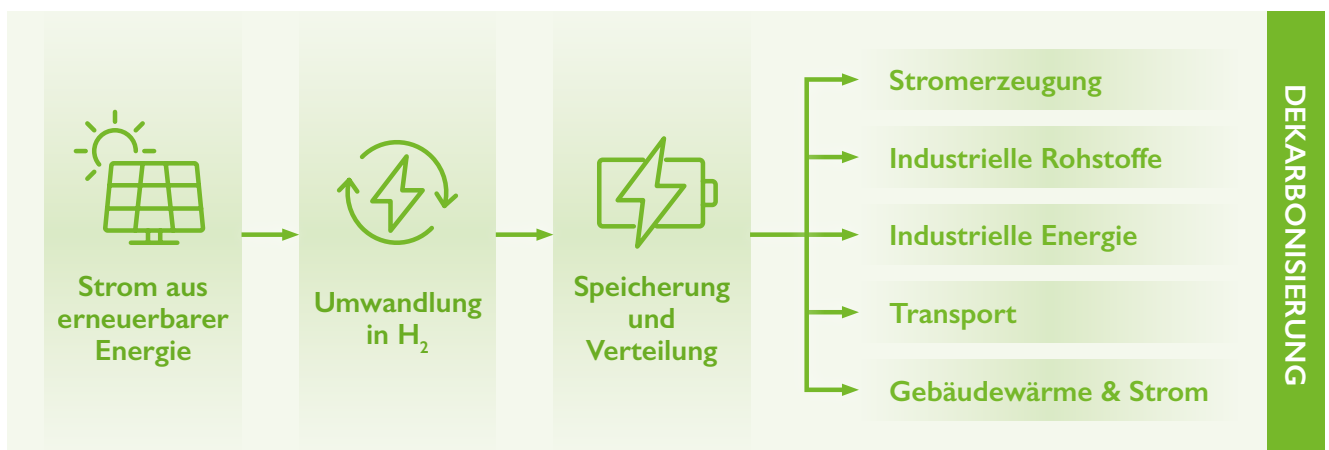 Strom aus
erneuerbarer
Energie
Umwandlung
in H₂
Speicherung
und
Verteilung
Stromerzeugung
Industrielle Rohstoffe
Industrielle Energie
Transport
Gebäudewärme & Strom
DEKARBONISIERUNG